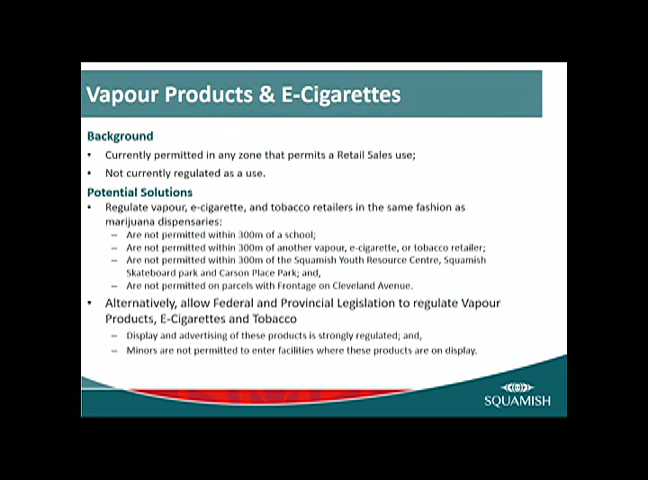 Vapour Products & E-Cigarettes
Background
• Currently permitted in any zone that permits a Retail Sales use;
• Not currently regulated as a use.
Potential Solutions
• Regulate vapour, e-cigarette, and tobacco retailers in the same fashion as
marijuana dispensaries:
– Are not permitted within 300m of a school;
– Are not permitted within 300m of another vapour, e-cigarette, or tobacco retailer;
– Are not permitted within 300m of the Squamish Youth Resource Centre, Squamish
Skateboard park and Carson Place Park; and,
– Are not permitted on parcels with Frontage on Cleveland Avenue.
• Alternatively, allow Federal and Provincial Legislation to regulate Vapour
Products, E-Cigarettes and Tobacco
– Display and advertising of these products is strongly regulated; and,
– Minors are not permitted to enter facilities where these products are on display.
SQUAMISH